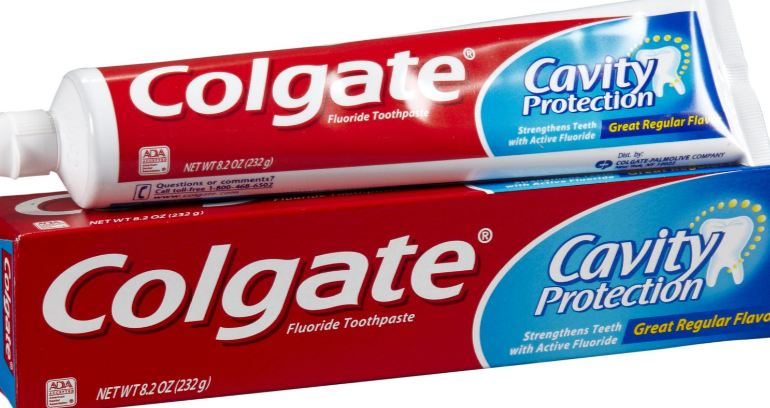 Colgate®
Fluoride Toothpaste
Cavity
Protection
Strengthens Teeth
with Active Fluoride
Great Regular Flav
ADA
NET WT 8.2 OZ (232 g)
Questions or comments?
Call toll-free 1-800-468-6502
Dist. by:
COLGATE-PALMOLIVE COMPANY
NET WT 8.2 OZ (232 g)
with Active Fluoride
Colgate®
Fluoride Toothpaste
Cavity
Protection
Strengthens Teeth
with Active Fluoride
Great Regular Flavo
Colgate
ADA
NET WT 8.2 OZ (232 g)